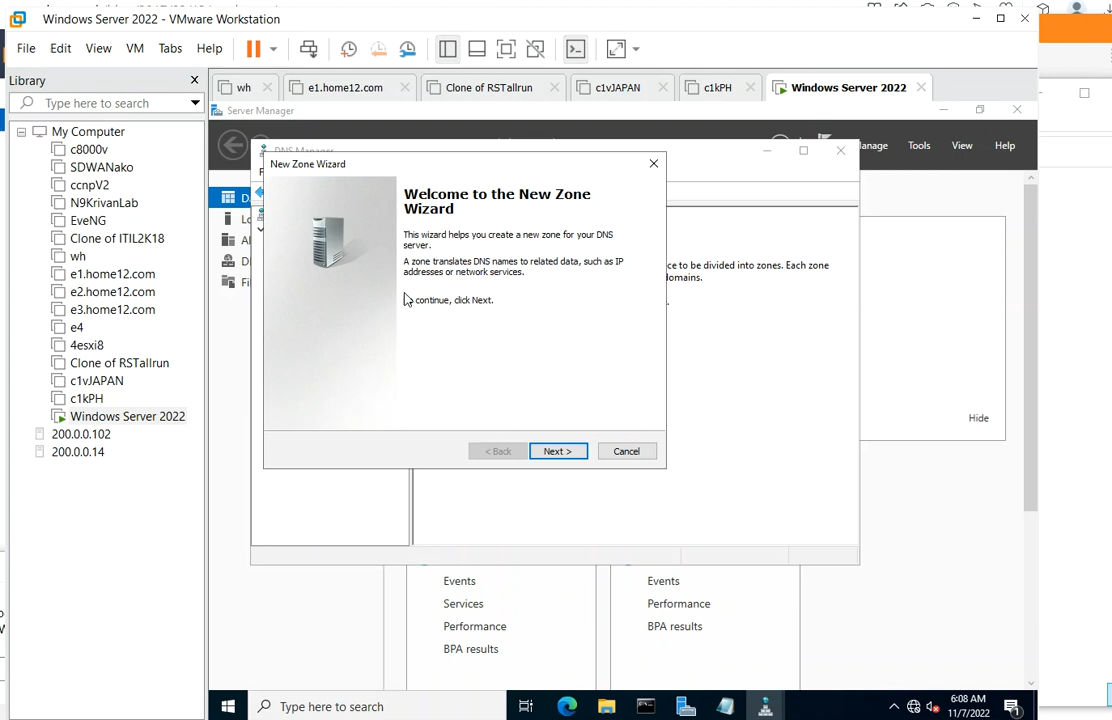 Windows Server 2022 - VMware Workstation
File Edit View VM Tabs Help
Library
Type here to search
wh
e1.home12.com
Clone of RSTallrun
c1vJAPAN
c1kPH
Windows Server 2022
My Computer
c8000v
SDWANako
ccnpV2
N9KrivanLab
EveNG
Clone of ITIL2K18
wh
e1.home12.com
e2.home12.com
e3.home12.com
e4
4esxi8
Clone of RSTallrun
c1vJAPAN
c1kPH
Windows Server 2022
200.0.0.102
200.0.0.14
Server Manager
Tools View Help
New Zone Wizard
Welcome to the New Zone
Wizard
This wizard helps you create a new zone for your DNS
server.
A zone translates DNS names to related data, such as IP
addresses or network services.
continue, click Next.
< Back Next > Cancel
to be divided into zones. Each zone
Hide
Events
Services
Performance
BPA results
Events
Performance
BPA results
Type here to search
6:08 AM
11/7/2022